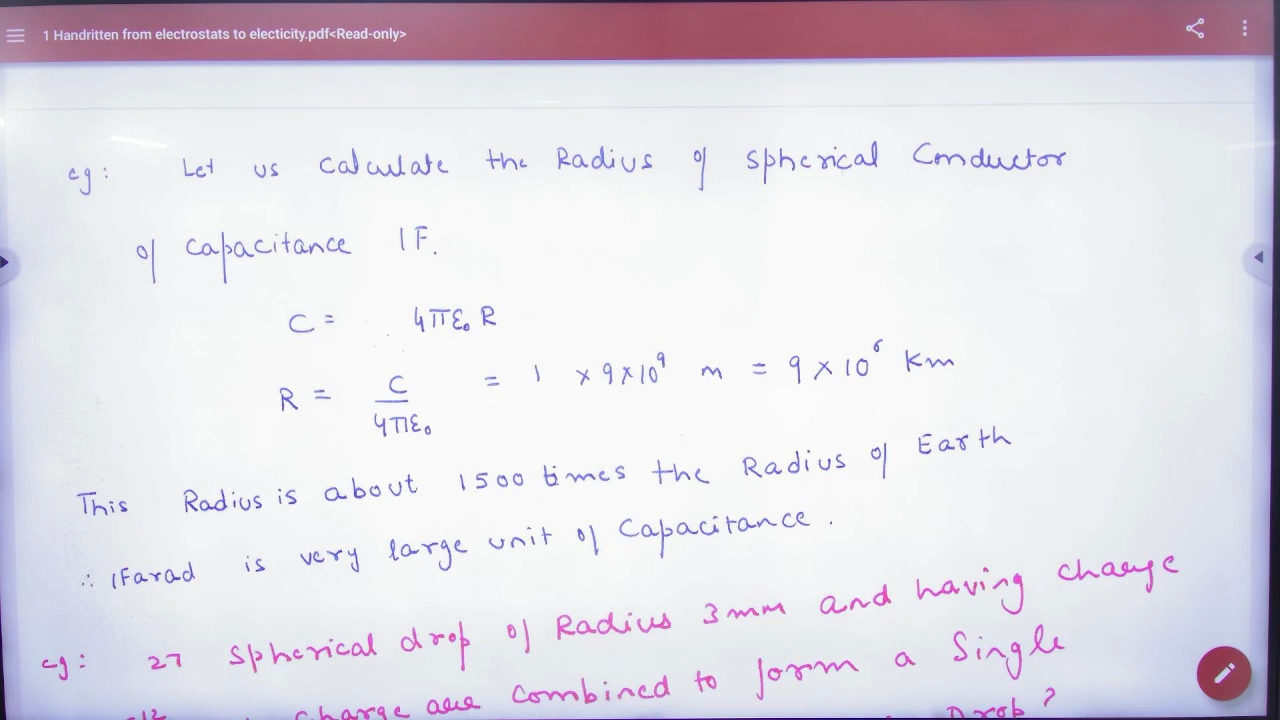 1 Handritten from electrostats to electicity.pdf<Read-only>
eg: Let us calculate the Radius of Spherical Conductor
of capacitance 1F.
C = 4πε₀ R
R = C/4πε₀ = 1 × 9×10⁹ m = 9 × 10⁶ Km
This Radius is about 1500 times the Radius of Earth
∴ 1Farad is very large unit of Capacitance.
eg: 27 Spherical drop of Radius 3mm and having charge
charge are combined to form a Single
Drop?